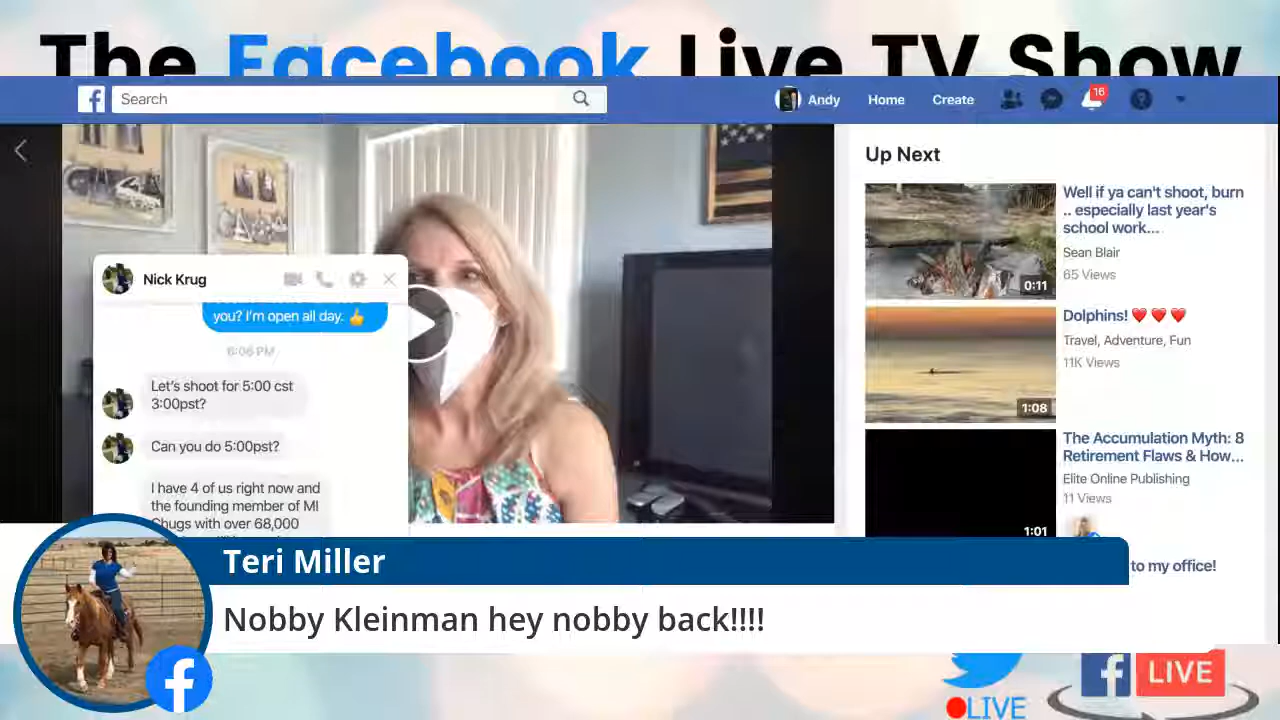 The Facebook Live TV Show
Search
Andy
Home
Create
16
Up Next
Well if ya can't shoot, burn
.. especially last year's
school work...
Sean Blair
65 Views
0:11
Dolphins! ❤️ ❤️ ❤️
Travel, Adventure, Fun
11K Views
1:08
The Accumulation Myth: 8
Retirement Flaws & How...
Elite Online Publishing
11 Views
1:01
to my office!
Nick Krug
you? I'm open all day. 👍
6:06 PM
Let's shoot for 5:00 cst
3:00pst?
Can you do 5:00pst?
I have 4 of us right now and
the founding member of MI
Chugs with over 68,000
Teri Miller
Nobby Kleinman hey nobby back!!!!
LIVE
LIVE